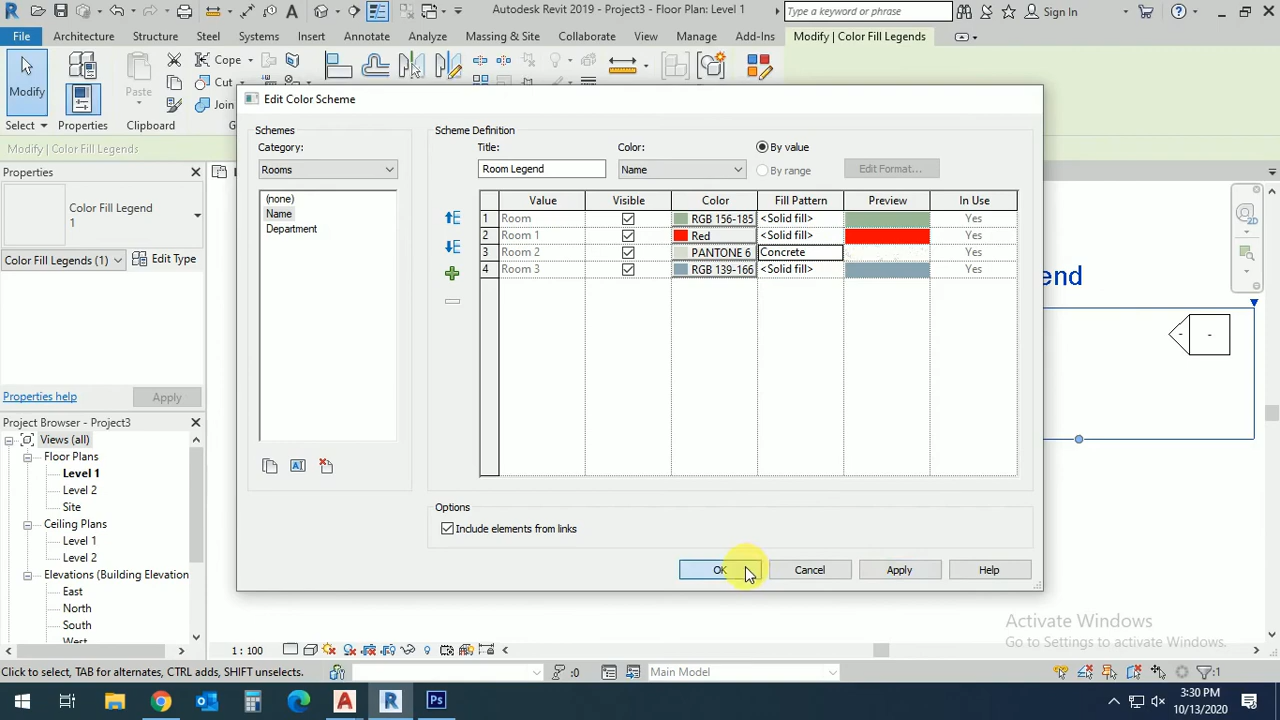 Autodesk Revit 2019 - Project3 - Floor Plan: Level 1
Type a keyword or phrase
Sign In
File Architecture Structure Steel Systems Insert Annotate Analyze Massing & Site Collaborate View Manage Add-Ins Modify | Color Fill Legends
Modify
Select
Properties
Paste
Clipboard
Cope
Cut
Join
Modify | Color Fill Legends
Properties
Color Fill Legend
1
Color Fill Legends (1)
Edit Type
Properties help
Apply
Project Browser - Project3
Views (all)
Floor Plans
Level 1
Level 2
Site
Ceiling Plans
Level 1
Level 2
Elevations (Building Elevation
East
North
South
West
Edit Color Scheme
Schemes
Category:
Rooms
(none)
Name
Department
Scheme Definition
Title:
Room Legend
Color:
Name
By value
By range
Edit Format...
Value Visible Color Fill Pattern Preview In Use
1 Room RGB 156-185 <Solid fill> Yes
2 Room 1 Red <Solid fill> Yes
3 Room 2 PANTONE 6 Concrete Yes
4 Room 3 RGB 139-166 <Solid fill> Yes
Options
Include elements from links
OK Cancel Apply Help
end
1 : 100
Activate Windows
Go to Settings to activate Windows.
Click to select, TAB for alternates, CTRL adds, SHIFT unselects.
:0
Main Model
:1
3:30 PM
10/13/2020